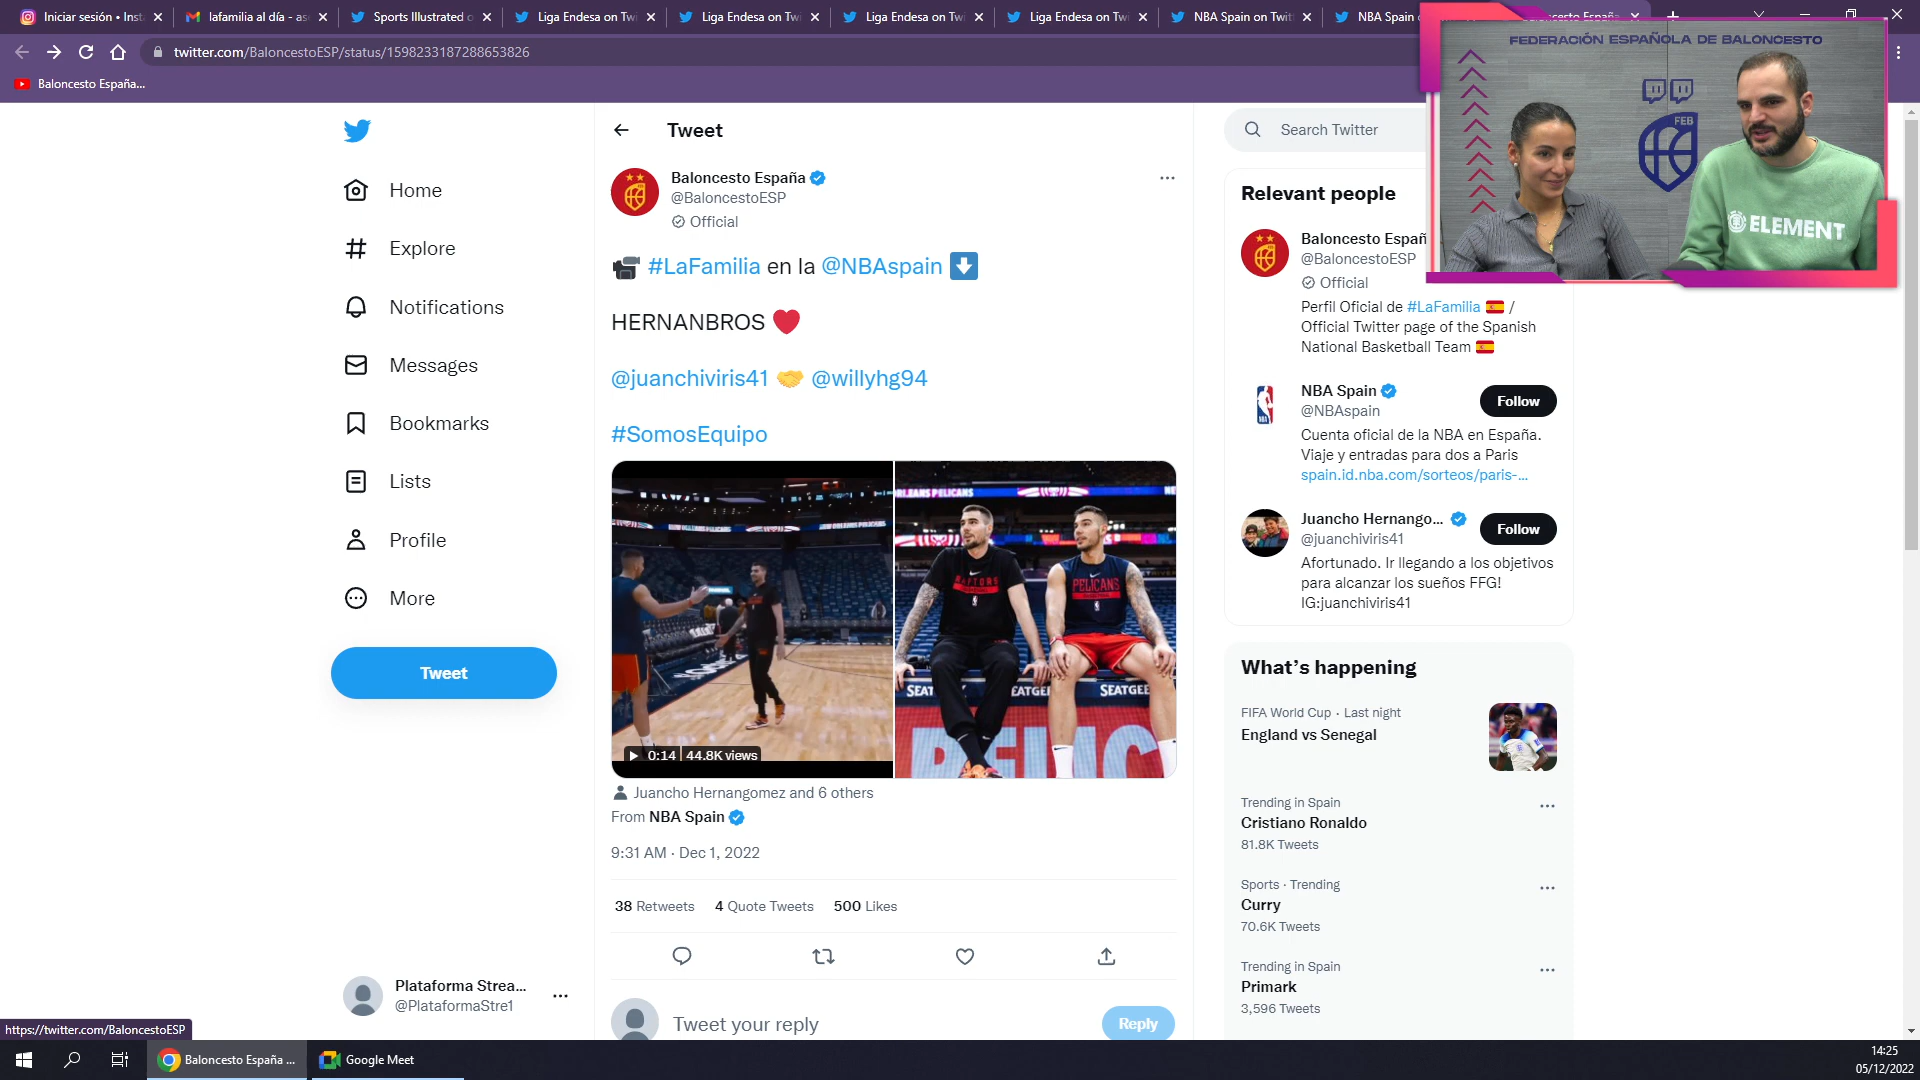 Iniciar sesión • Inst
lafamilia al día - as
Sports Illustrated o
Liga Endesa on Twi
Liga Endesa on Twi
Liga Endesa on Twi
Liga Endesa on Twi
NBA Spain on Twitt
NBA Spain
twitter.com/BaloncestoESP/status/1598233187288653826
Baloncesto España...
FEDERACIÓN ESPAÑOLA DE BALONCESTO
FEB
ELEMENT
Home
Explore
Notifications
Messages
Bookmarks
Lists
Profile
More
Tweet
Plataforma Strea...
@PlataformaStre1
Tweet
Baloncesto España
@BaloncestoESP
Official
#LaFamilia en la @NBAspain
HERNANBROS
@juanchiviris41 @willyhg94
#SomosEquipo
0:14 44.8K views
ORLEANS PELICANS
RAPTORS
PELICANS
SEATGEE
SEATGEE
Juancho Hernangomez and 6 others
From NBA Spain
9:31 AM · Dec 1, 2022
38 Retweets 4 Quote Tweets 500 Likes
Tweet your reply
Reply
Search Twitter
Relevant people
Baloncesto Españ
@BaloncestoESP
Official
Perfil Oficial de #LaFamilia /
Official Twitter page of the Spanish
National Basketball Team
NBA Spain
@NBAspain
Follow
Cuenta oficial de la NBA en España.
Viaje y entradas para dos a Paris
spain.id.nba.com/sorteos/paris-...
Juancho Hernango...
@juanchiviris41
Follow
Afortunado. Ir llegando a los objetivos
para alcanzar los sueños FFG!
IG:juanchiviris41
What's happening
FIFA World Cup · Last night
England vs Senegal
Trending in Spain
Cristiano Ronaldo
81.8K Tweets
Sports · Trending
Curry
70.6K Tweets
Trending in Spain
Primark
3,596 Tweets
https://twitter.com/BaloncestoESP
Baloncesto España ...
Google Meet
14:25
05/12/2022